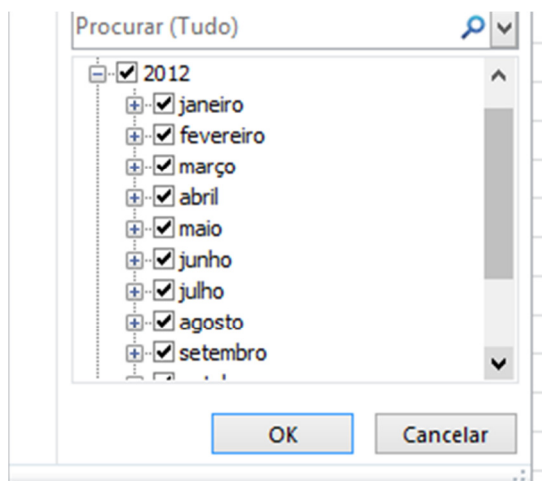 Procurar (Tudo)
2012
janeiro
fevereiro
março
abril
maio
junho
julho
agosto
setembro
OK Cancelar